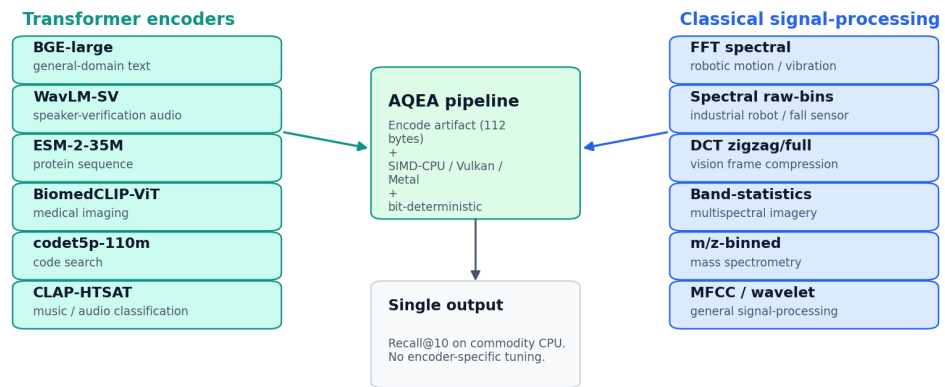 Transformer encoders
BGE-large
general-domain text
WavLM-SV
speaker-verification audio
ESM-2-35M
protein sequence
BiomedCLIP-ViT
medical imaging
codet5p-110m
code search
CLAP-HTSAT
music / audio classification
AQEA pipeline
Encode artifact (112
bytes)
+
SIMD-CPU / Vulkan /
Metal
+
bit-deterministic
Single output
Recall@10 on commodity CPU.
No encoder-specific tuning.
Classical signal-processing
FFT spectral
robotic motion / vibration
Spectral raw-bins
industrial robot / fall sensor
DCT zigzag/full
vision frame compression
Band-statistics
multispectral imagery
m/z-binned
mass spectrometry
MFCC / wavelet
general signal-processing